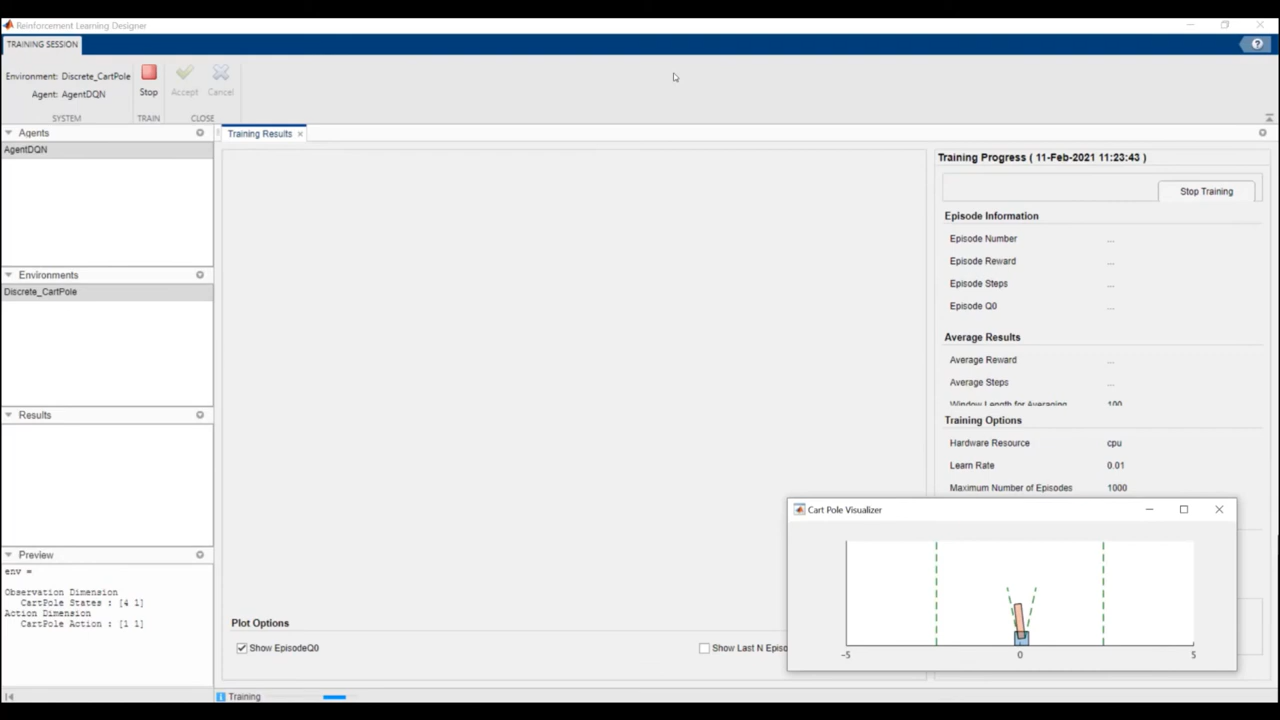 Reinforcement Learning Designer
TRAINING SESSION
?
Environment: Discrete_CartPole
Agent: AgentDQN
Stop
Accept
Cancel
SYSTEM
TRAIN
CLOSE
Agents
AgentDQN
Environments
Discrete_CartPole
Results
Preview
env =
Observation Dimension
CartPole States : [4 1]
Action Dimension
CartPole Action : [1 1]
Training Results
Plot Options
Show EpisodeQ0
Show Last N Episo
Training Progress ( 11-Feb-2021 11:23:43 )
Stop Training
Episode Information
Episode Number ...
Episode Reward ...
Episode Steps ...
Episode Q0 ...
Average Results
Average Reward ...
Average Steps ...
Window Length for Averaging 100
Training Options
Hardware Resource cpu
Learn Rate 0.01
Maximum Number of Episodes 1000
Cart Pole Visualizer
-5 0 5
Training